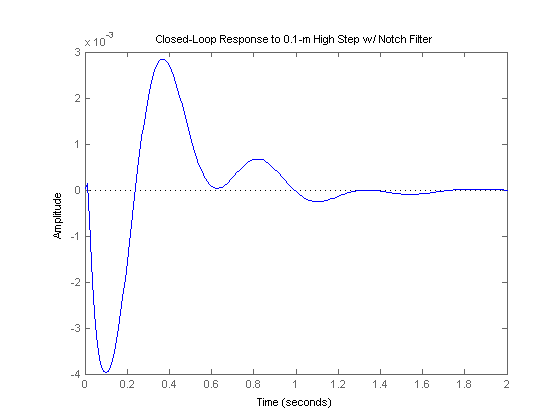 Closed-Loop Response to 0.1-m High Step w/ Notch Filter
x 10^-3
3
2
1
0
-1
-2
-3
-4
Amplitude
0 0.2 0.4 0.6 0.8 1 1.2 1.4 1.6 1.8 2
Time (seconds)